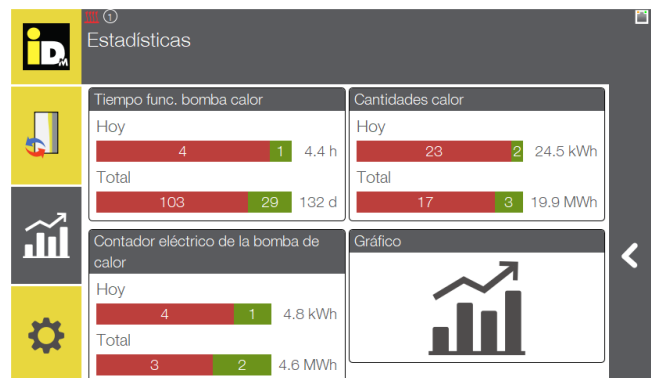 iDM
1
Estadísticas
Tiempo func. bomba calor
Hoy
4 1 4.4 h
Total
103 29 132 d
Cantidades calor
Hoy
23 2 24.5 kWh
Total
17 3 19.9 MWh
Contador eléctrico de la bomba de
calor
Hoy
4 1 4.8 kWh
Total
3 2 4.6 MWh
Gráfico